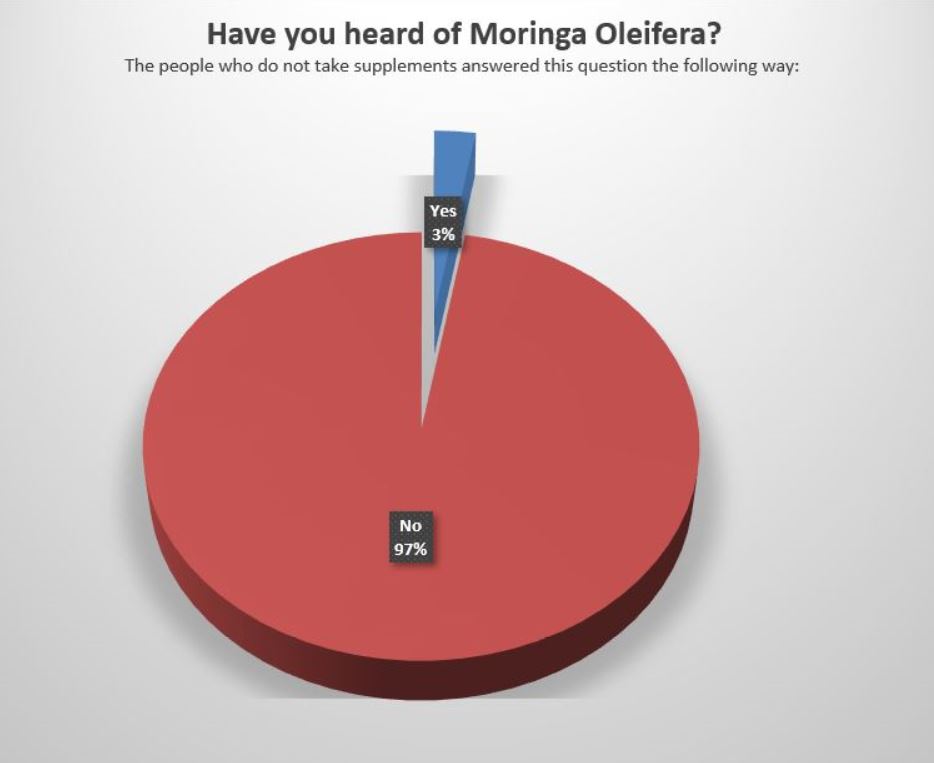 Have you heard of Moringa Oleifera?
The people who do not take supplements answered this question the following way:
Yes
3%
No
97%